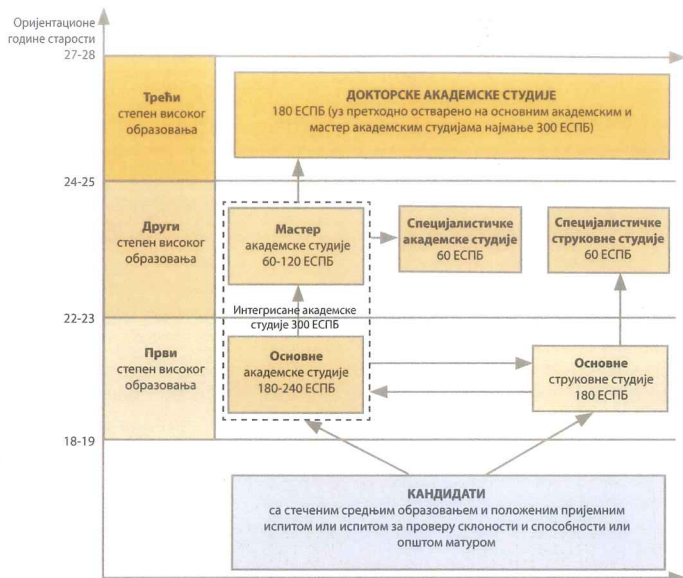 Оријентационе
године старости
27-28
Трећи
степен високог
образовања
ДОКТОРСКЕ АКАДЕМСКЕ СТУДИЈЕ
180 ЕСПБ (уз претходно остварено на основним академским и
мастер академским студијама најмање 300 ЕСПБ)
24-25
Други
степен високог
образовања
Мастер
академске студије
60-120 ЕСПБ
Специјалистичке
академске студије
60 ЕСПБ
Специјалистичке
струковне студије
60 ЕСПБ
Интегрисане академске
студије 300 ЕСПБ
22-23
Први
степен високог
образовања
Основне
академске студије
180-240 ЕСПБ
Основне
струковне студије
180 ЕСПБ
18-19
КАНДИДАТИ
са стеченим средњим образовањем и положеним пријемним
испитом или испитом за проверу склоности и способности или
општом матуром